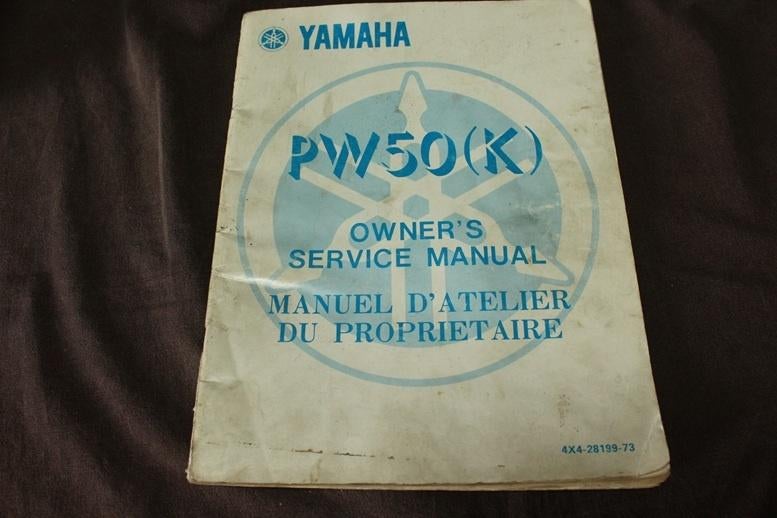 YAMAHA
PW50(K)
OWNER'S
SERVICE MANUAL
MANUEL D'ATELIER
DU PROPRIETAIRE
4X4-28199-73